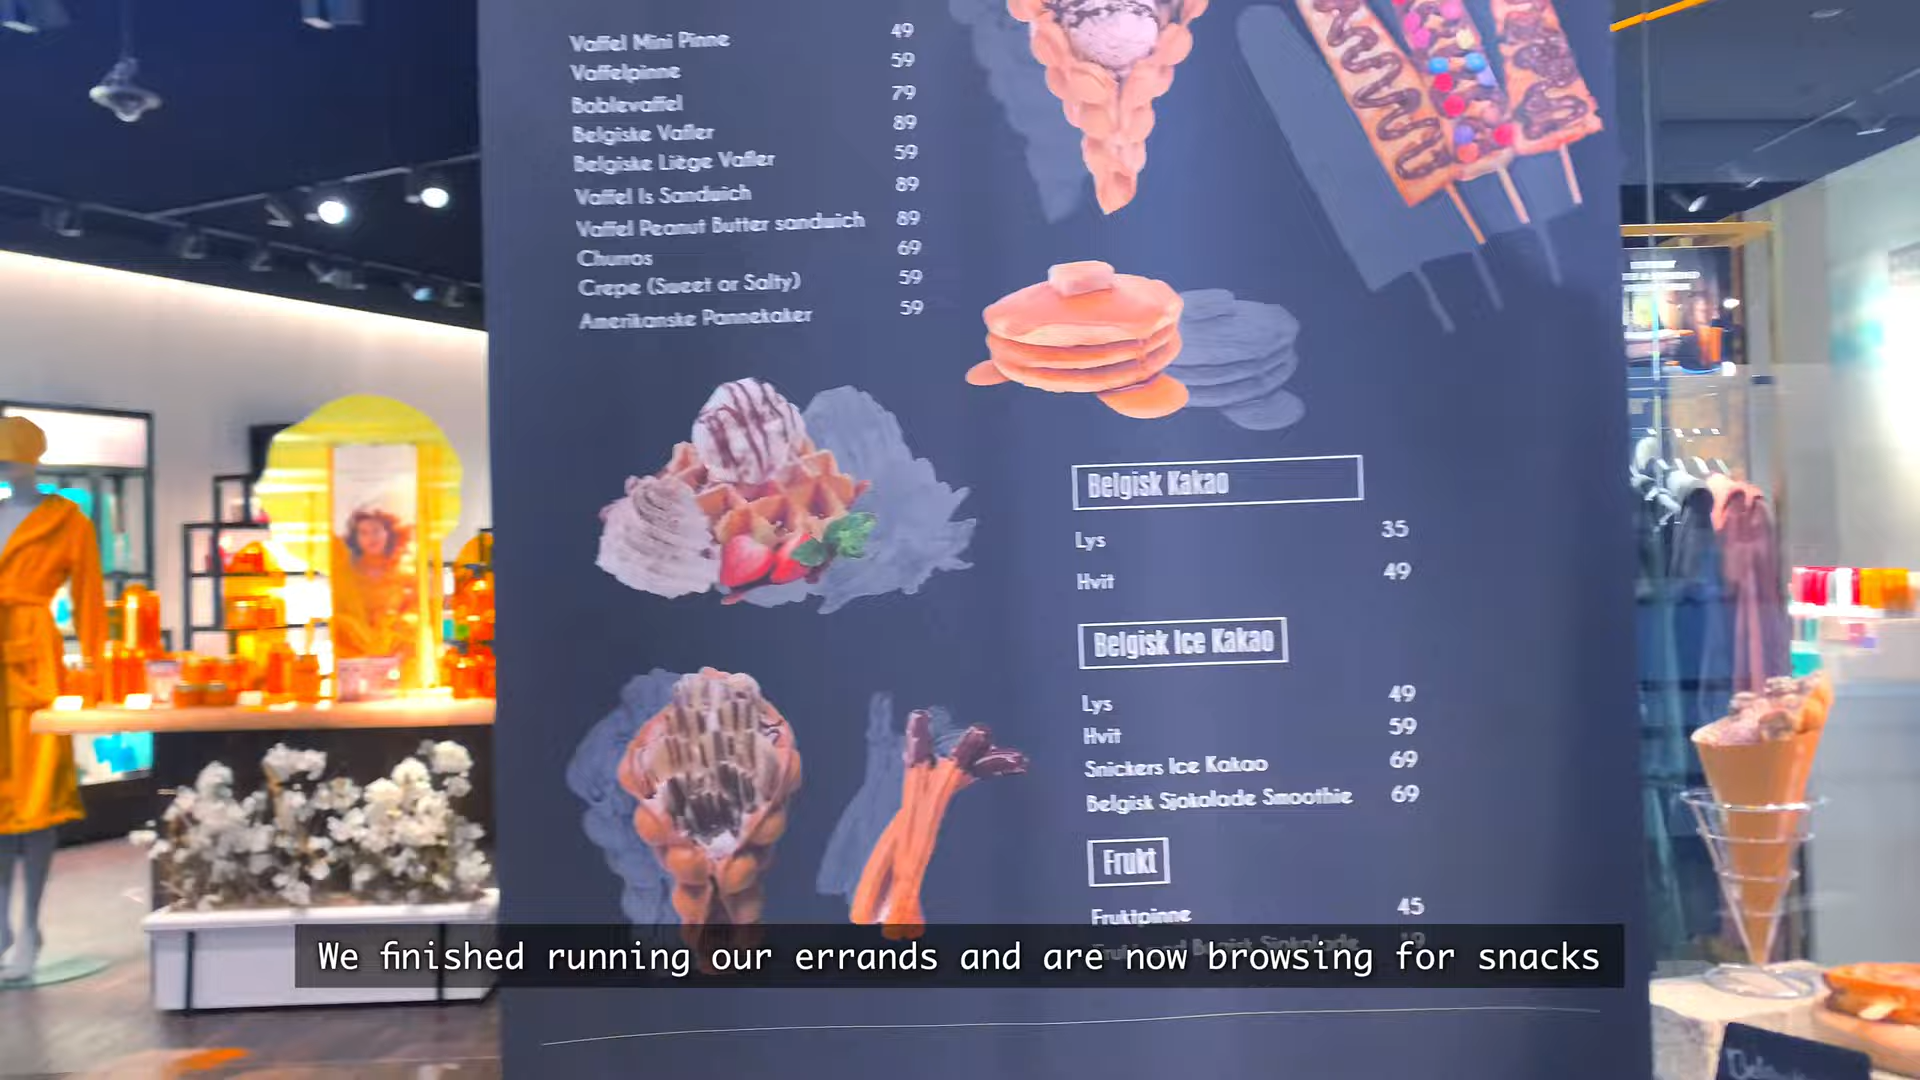 Vaffel Mini Pinne 49
Vaffelpinne 59
Boblevaffel 79
Belgiske Vafler 89
Belgiske Liège Vafler 59
Vaffel Is Sandwich 89
Vaffel Peanut Butter sandwich 89
Churros 69
Crepe (Sweet or Salty) 59
Amerikanske Pannekaker 59
Belgisk Kakao
Lys 35
Hvit 49
Belgisk Ice Kakao
Lys 49
Hvit 59
Snickers Ice Kakao 69
Belgisk Sjokolade Smoothie 69
Frukt
Fruktpinne 45
We finished running our errands and are now browsing for snacks